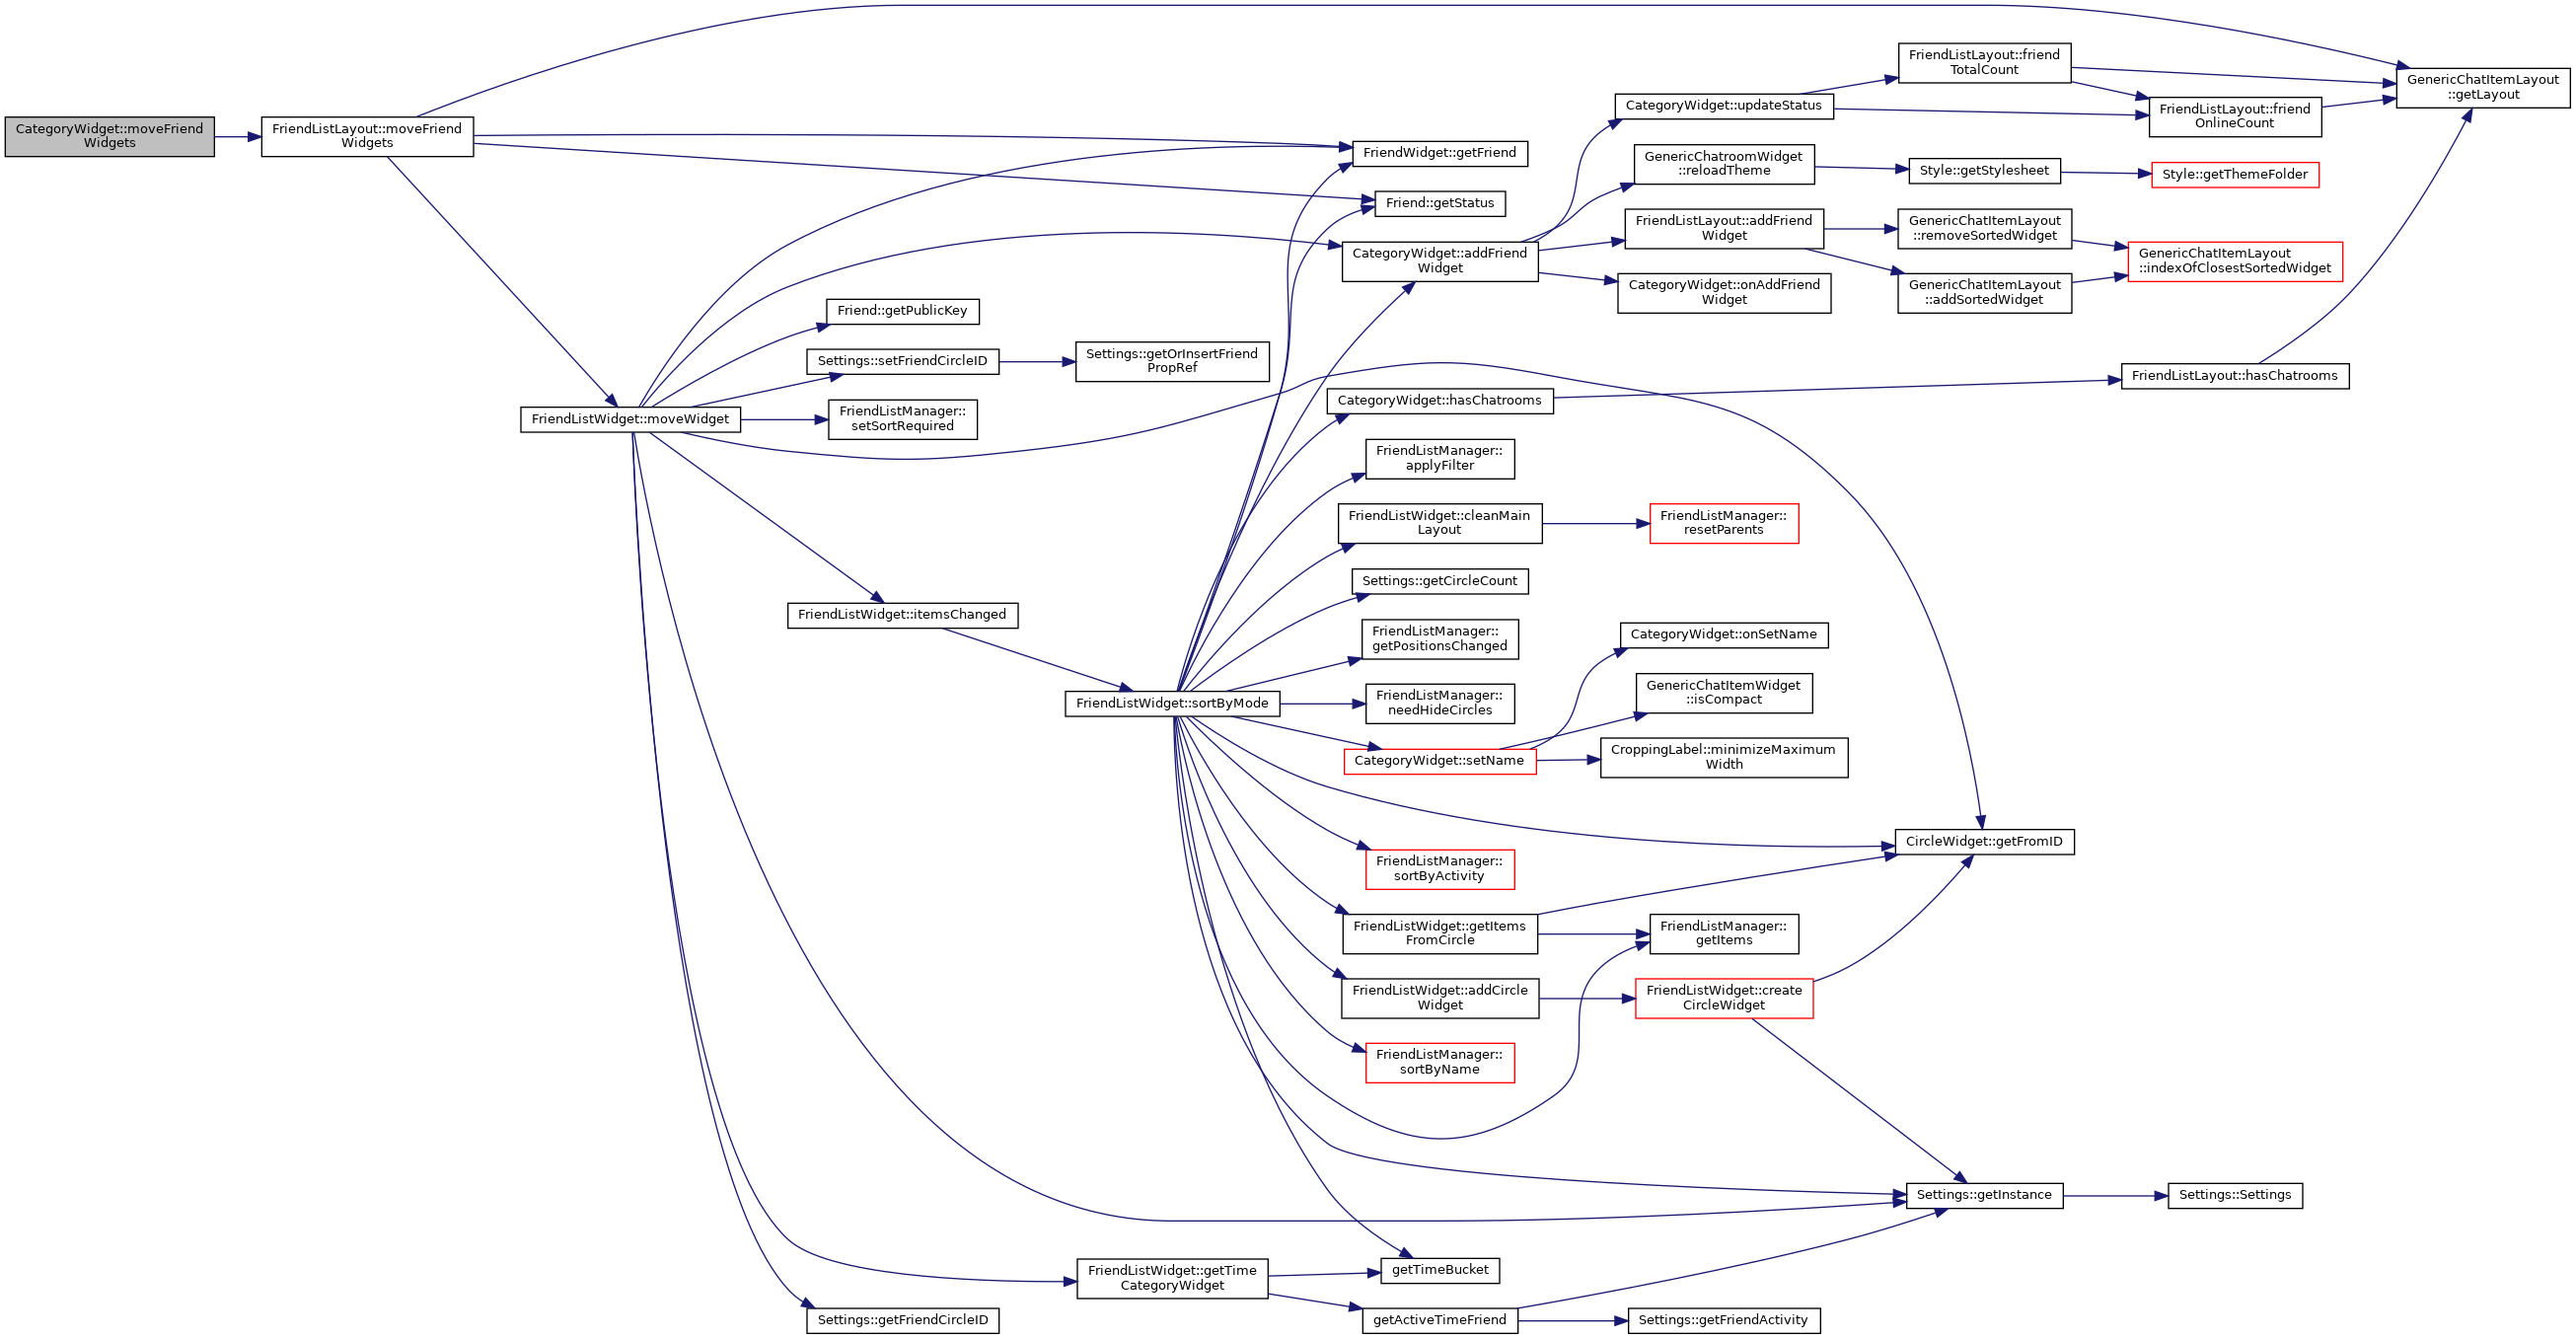 CategoryWidget::moveFriend
Widgets
FriendListLayout::moveFriend
Widgets
FriendListWidget::moveWidget
Friend::getPublicKey
Settings::setFriendCircleID
FriendListManager::
setSortRequired
FriendListWidget::itemsChanged
Settings::getFriendCircleID
Settings::getOrInsertFriend
PropRef
FriendListWidget::sortByMode
FriendListWidget::getTime
CategoryWidget
FriendWidget::getFriend
Friend::getStatus
CategoryWidget::addFriend
Widget
CategoryWidget::hasChatrooms
FriendListManager::
applyFilter
FriendListWidget::cleanMain
Layout
Settings::getCircleCount
FriendListManager::
getPositionsChanged
FriendListManager::
needHideCircles
CategoryWidget::setName
FriendListManager::
sortByActivity
FriendListWidget::getItems
FromCircle
FriendListWidget::addCircle
Widget
FriendListManager::
sortByName
getTimeBucket
getActiveTimeFriend
CategoryWidget::updateStatus
GenericChatroomWidget
::reloadTheme
FriendListLayout::addFriend
Widget
CategoryWidget::onAddFriend
Widget
FriendListManager::
resetParents
CategoryWidget::onSetName
GenericChatItemWidget
::isCompact
CroppingLabel::minimizeMaximum
Width
FriendListManager::
getItems
FriendListWidget::create
CircleWidget
Settings::getFriendActivity
FriendListLayout::friend
TotalCount
Style::getStylesheet
GenericChatItemLayout
::removeSortedWidget
GenericChatItemLayout
::addSortedWidget
CircleWidget::getFromID
Settings::getInstance
FriendListLayout::friend
OnlineCount
Style::getThemeFolder
GenericChatItemLayout
::indexOfClosestSortedWidget
FriendListLayout::hasChatrooms
Settings::Settings
GenericChatItemLayout
::getLayout